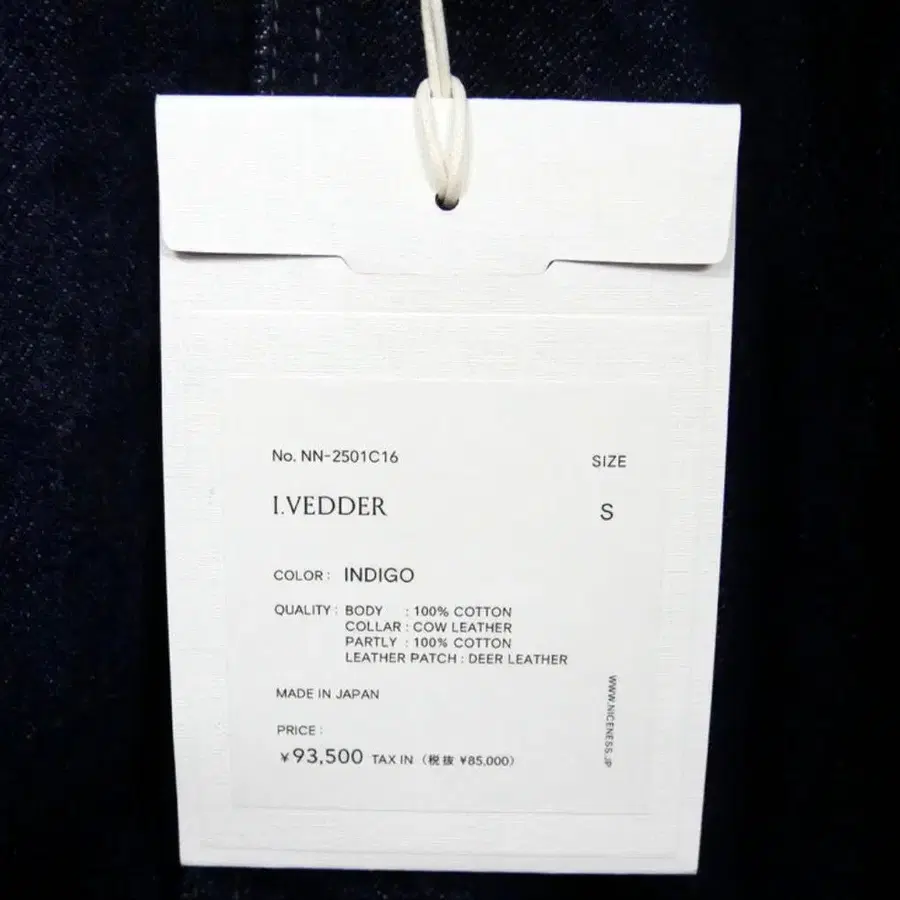 No. NN-2501C16
SIZE
I.VEDDER
S
COLOR : INDIGO
QUALITY : BODY : 100% COTTON
COLLAR : COW LEATHER
PARTLY : 100% COTTON
LEATHER PATCH : DEER LEATHER
MADE IN JAPAN
PRICE :
¥93,500 TAX IN (税抜 ¥85,000)
WWW.NICENESS.JP